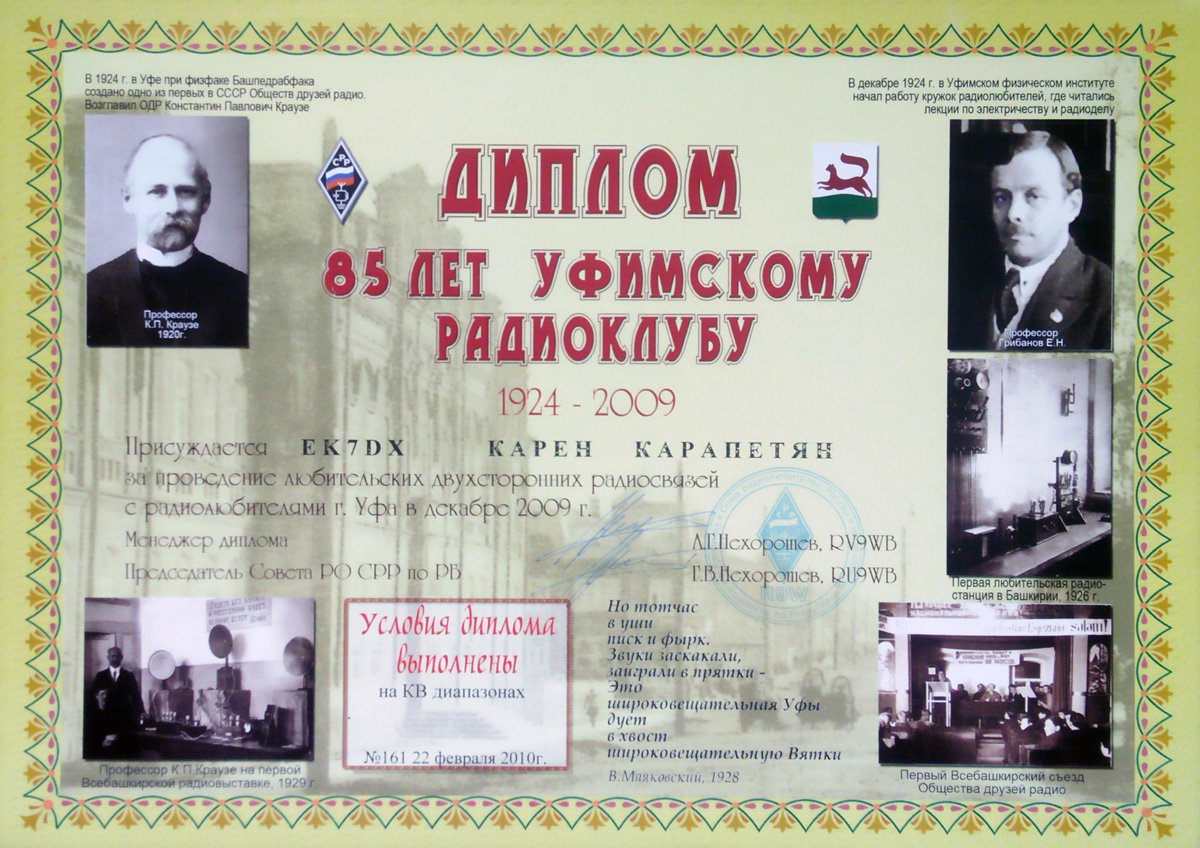 В 1924 г. в Уфе при физфаке Башпедрабфака
создано одно из первых в СССР Обществ друзей радио.
Возглавил ОДР Константин Павлович Краузе
В декабре 1924 г. в Уфимском физическом институте
начал работу кружок радиолюбителей, где читались
лекции по электричеству и радиоделу
СРР
ДИПЛОМ
85 ЛЕТ УФИМСКОМУ
РАДИОКЛУБУ
1924 - 2009
Профессор
К.П. Краузе
1920г.
Профессор
Грибанов Е.Н.
Присуждается EK7DX КАРЕН КАРАПЕТЯН
за проведение любительских двухсторонних радиосвязей
с радиолюбителями г. Уфа в декабре 2009 г.
Менеджер диплома А.Г.Нехорошев, RV9WB
Председатель Совета РО СРР по РБ Г.В.Нехорошев, RU9WB
R9W
Первая любительская радио-
станция в Башкирии, 1926 г.
Условия диплома
выполнены
на КВ диапазонах
№161 22 февраля 2010г.
Но тотчас
в уши
писк и фырк.
Звуки заскакали,
заиграли в прятки -
Это
широковещательная Уфы
дует
в хвост
широковещательную Вятки
В.Маяковский, 1928
Профессор К.П.Краузе на первой
Всебашкирской радиовыставке, 1929 г
Salam!
Первый Всебашкирский съезд
Общества друзей радио